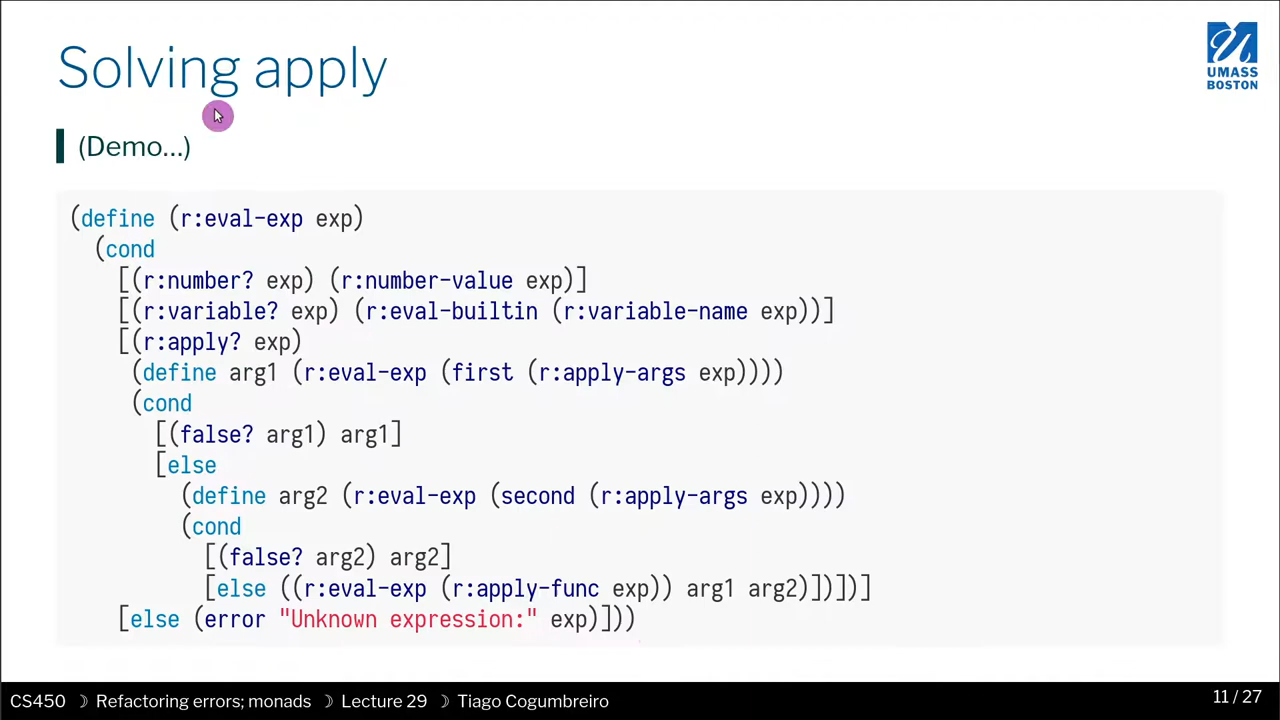 Solving apply
UMASS
BOSTON
(Demo...)
(define (r:eval-exp exp)
  (cond
    [(r:number? exp) (r:number-value exp)]
    [(r:variable? exp) (r:eval-builtin (r:variable-name exp))]
    [(r:apply? exp)
     (define arg1 (r:eval-exp (first (r:apply-args exp))))
     (cond
       [(false? arg1) arg1]
       [else
         (define arg2 (r:eval-exp (second (r:apply-args exp))))
         (cond
           [(false? arg2) arg2]
           [else ((r:eval-exp (r:apply-func exp)) arg1 arg2)])])]
    [else (error "Unknown expression:" exp)]))
CS450 ☽ Refactoring errors; monads ☽ Lecture 29 ☽ Tiago Cogumbreiro
11 / 27